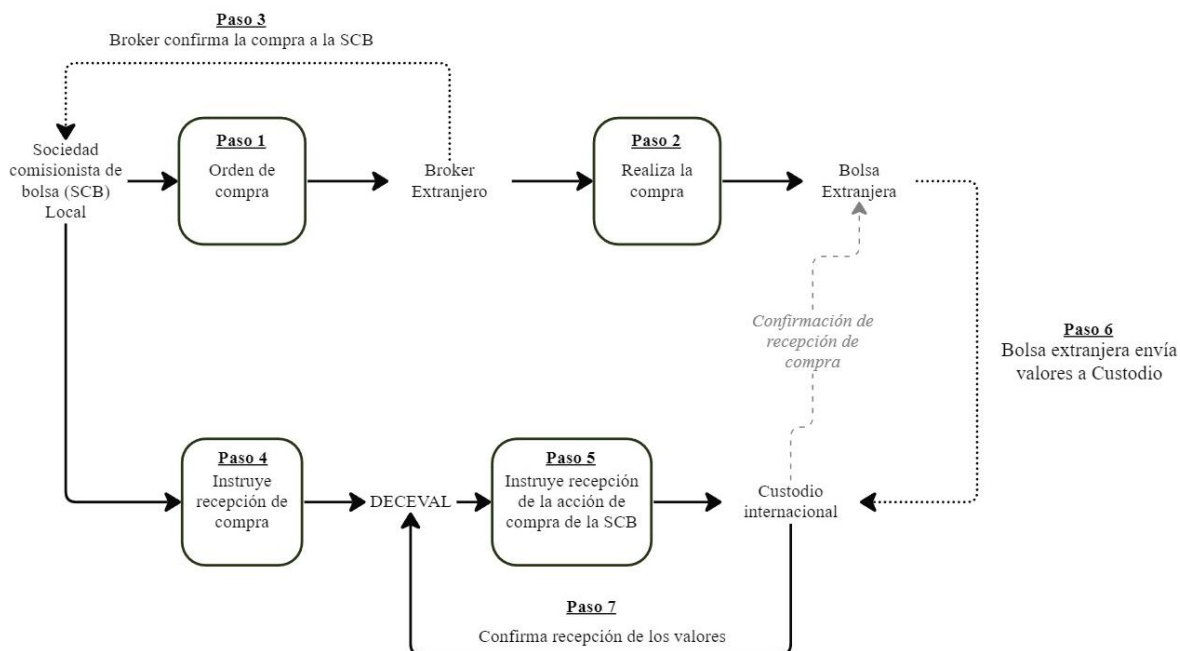 Paso 3
Broker confirma la compra a la SCB
Sociedad
comisionista de
bolsa (SCB)
Local
Paso 1
Orden de
compra
Broker
Extranjero
Paso 2
Realiza la
compra
Bolsa
Extranjera
Confirmación de
recepción de
compra
Paso 6
Bolsa extranjera envía
valores a Custodio
Paso 4
Instruye
recepción de
compra
DECEVAL
Paso 5
Instruye recepción
de la acción de
compra de la SCB
Custodio
internacional
Paso 7
Confirma recepción de los valores